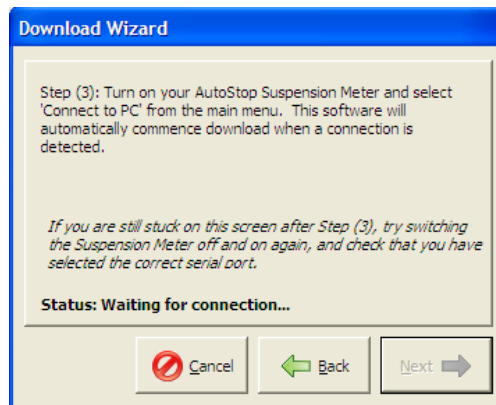 Download Wizard
Step (3): Turn on your AutoStop Suspension Meter and select
'Connect to PC' from the main menu. This software will
automatically commence download when a connection is
detected.
If you are still stuck on this screen after Step (3), try switching
the Suspension Meter off and on again, and check that you have
selected the correct serial port.
Status: Waiting for connection...
Cancel
Back
Next